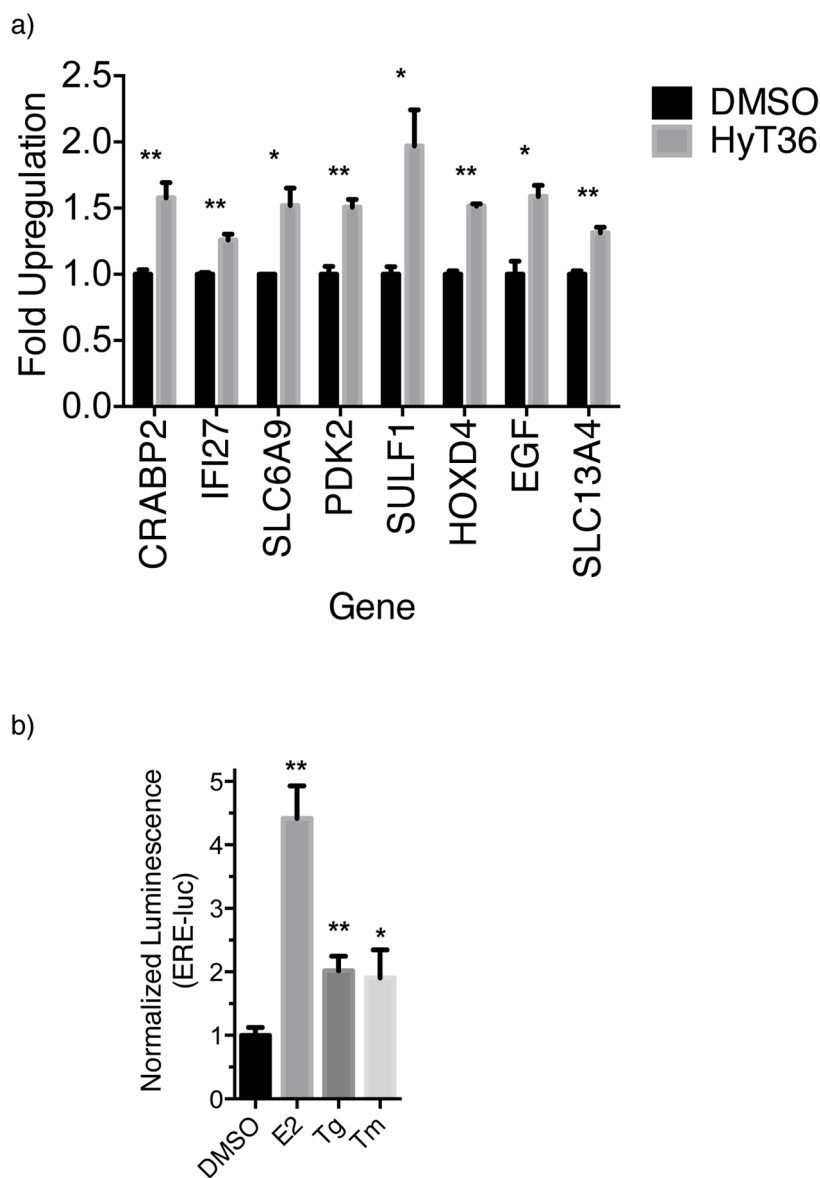 a)
2.5
2.0
1.5
1.0
0.5
0.0
Fold Upregulation
** ** * ** * ** * **
DMSO
HyT36
CRABP2 IFI27 SLC6A9 PDK2 SULF1 HOXD4 EGF SLC13A4
Gene
b)
5
4
3
2
1
0
Normalized Luminescence
(ERE-luc)
** ** *
DMSO E2 Tg Tm